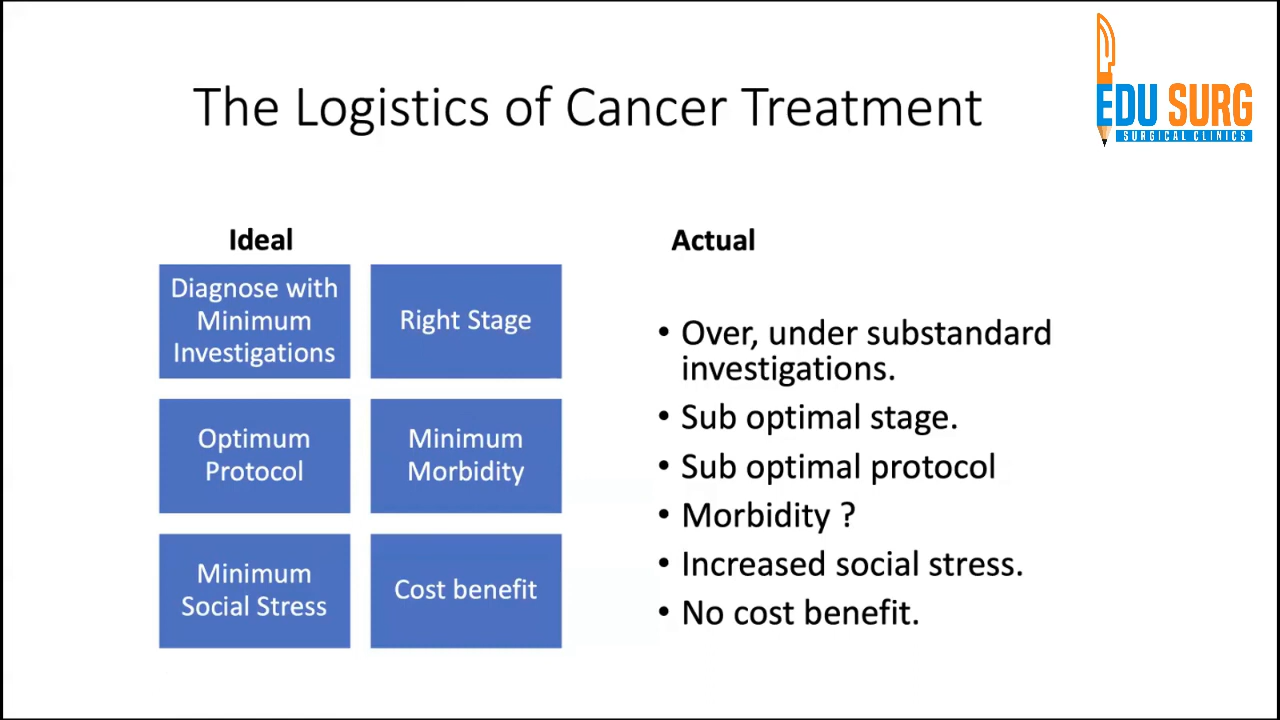 The Logistics of Cancer Treatment
EDU SURG
SURGICAL CLINICS
Ideal
Diagnose with
Minimum
Investigations
Right Stage
Optimum
Protocol
Minimum
Morbidity
Minimum
Social Stress
Cost benefit
Actual
• Over, under substandard
investigations.
• Sub optimal stage.
• Sub optimal protocol
• Morbidity ?
• Increased social stress.
• No cost benefit.